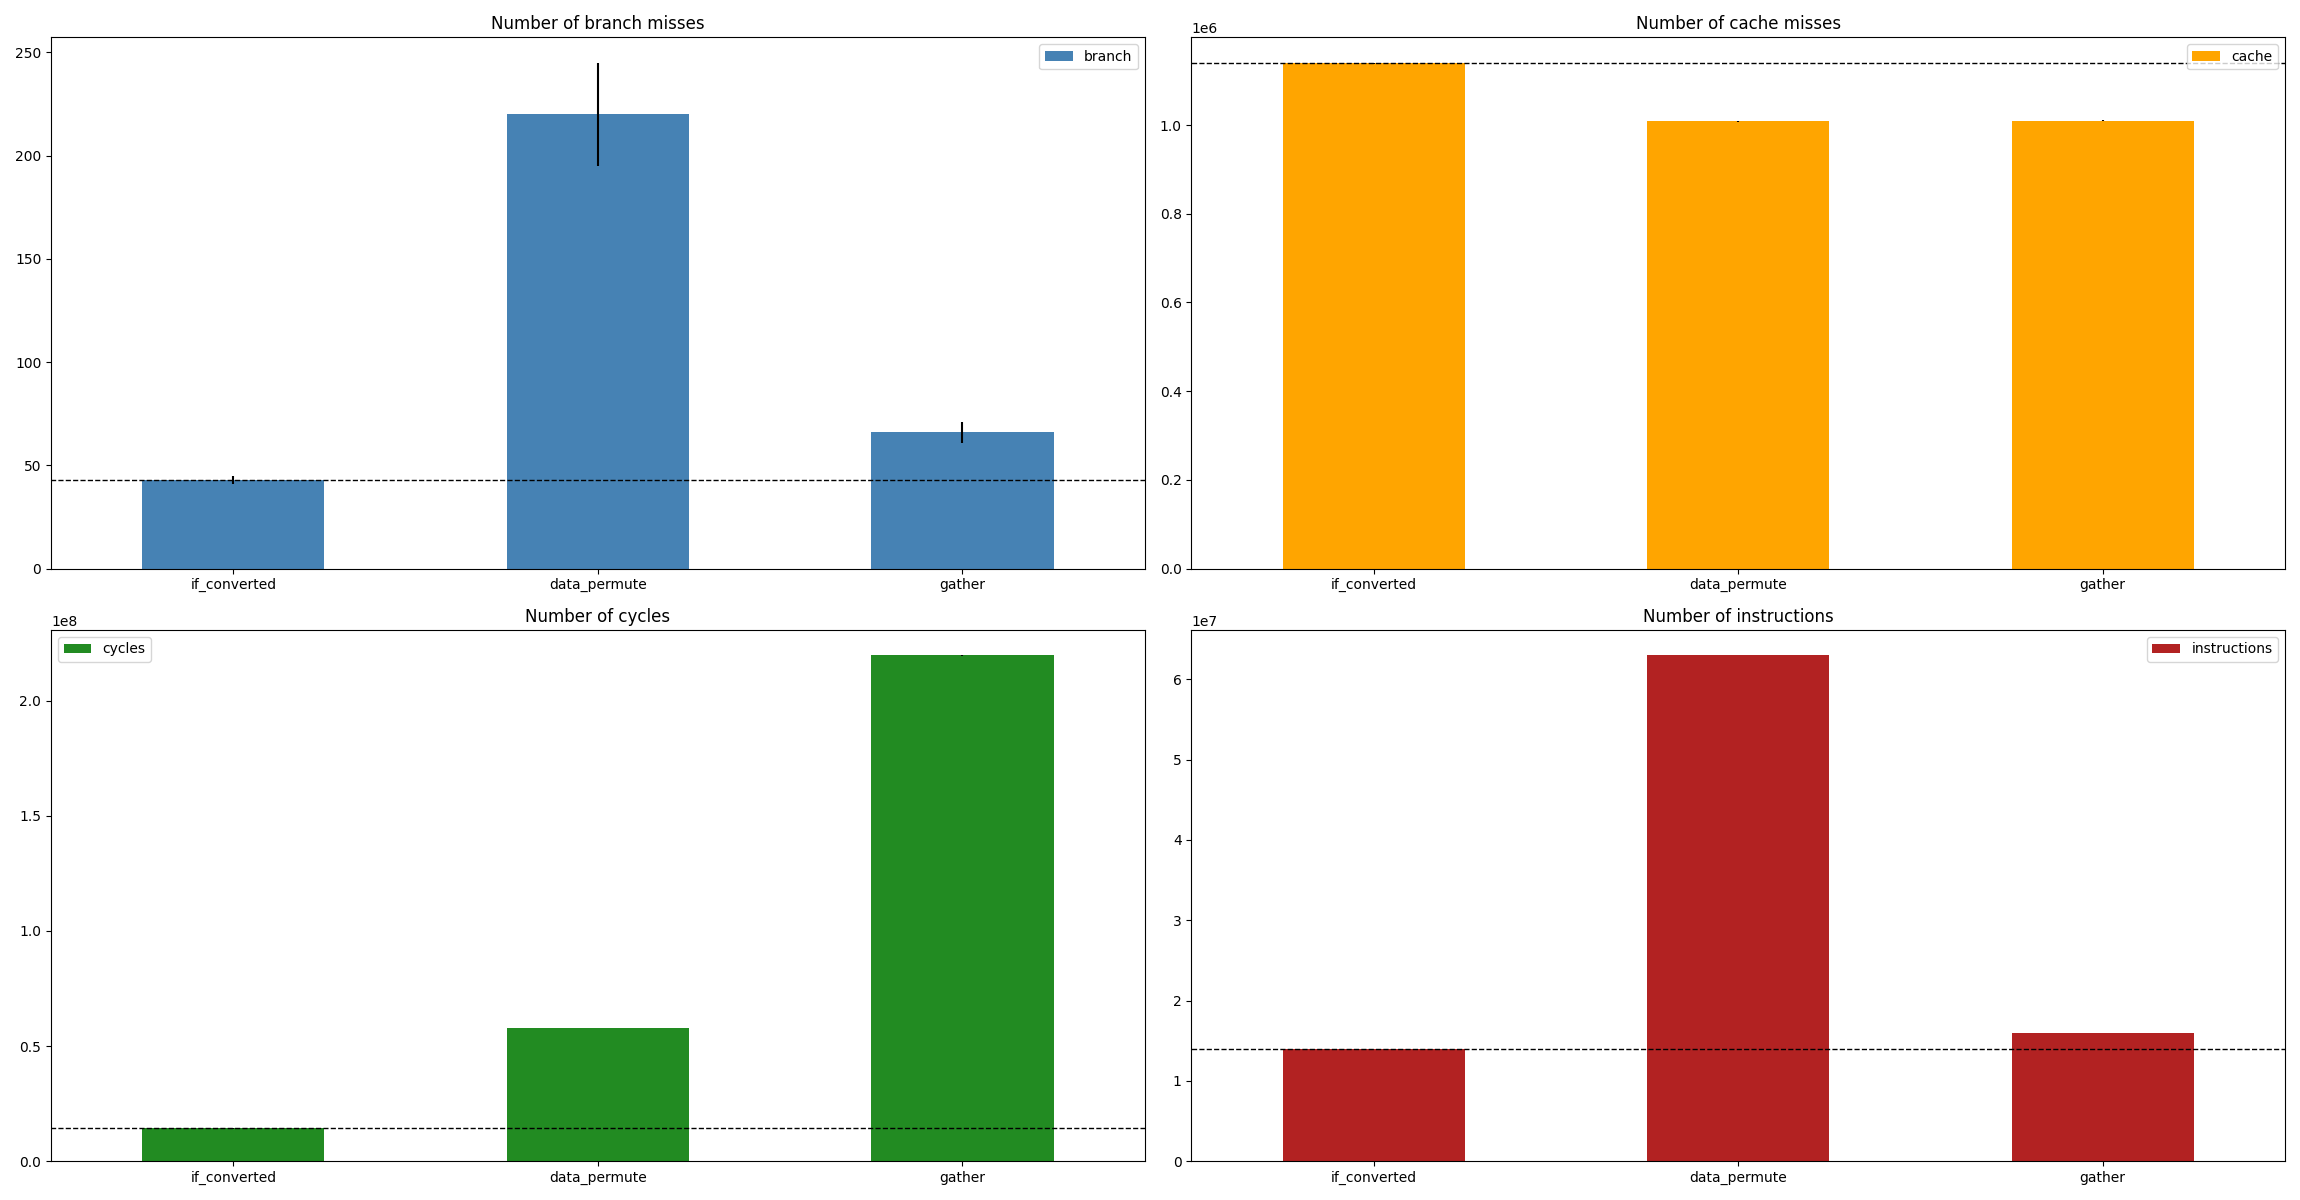 Number of branch misses
250
200
150
100
50
0
branch
if_converted data_permute gather
Number of cache misses
1e6
1.0
0.8
0.6
0.4
0.2
0.0
cache
if_converted data_permute gather
Number of cycles
1e8
2.0
1.5
1.0
0.5
0.0
cycles
if_converted data_permute gather
Number of instructions
1e7
6
5
4
3
2
1
0
instructions
if_converted data_permute gather